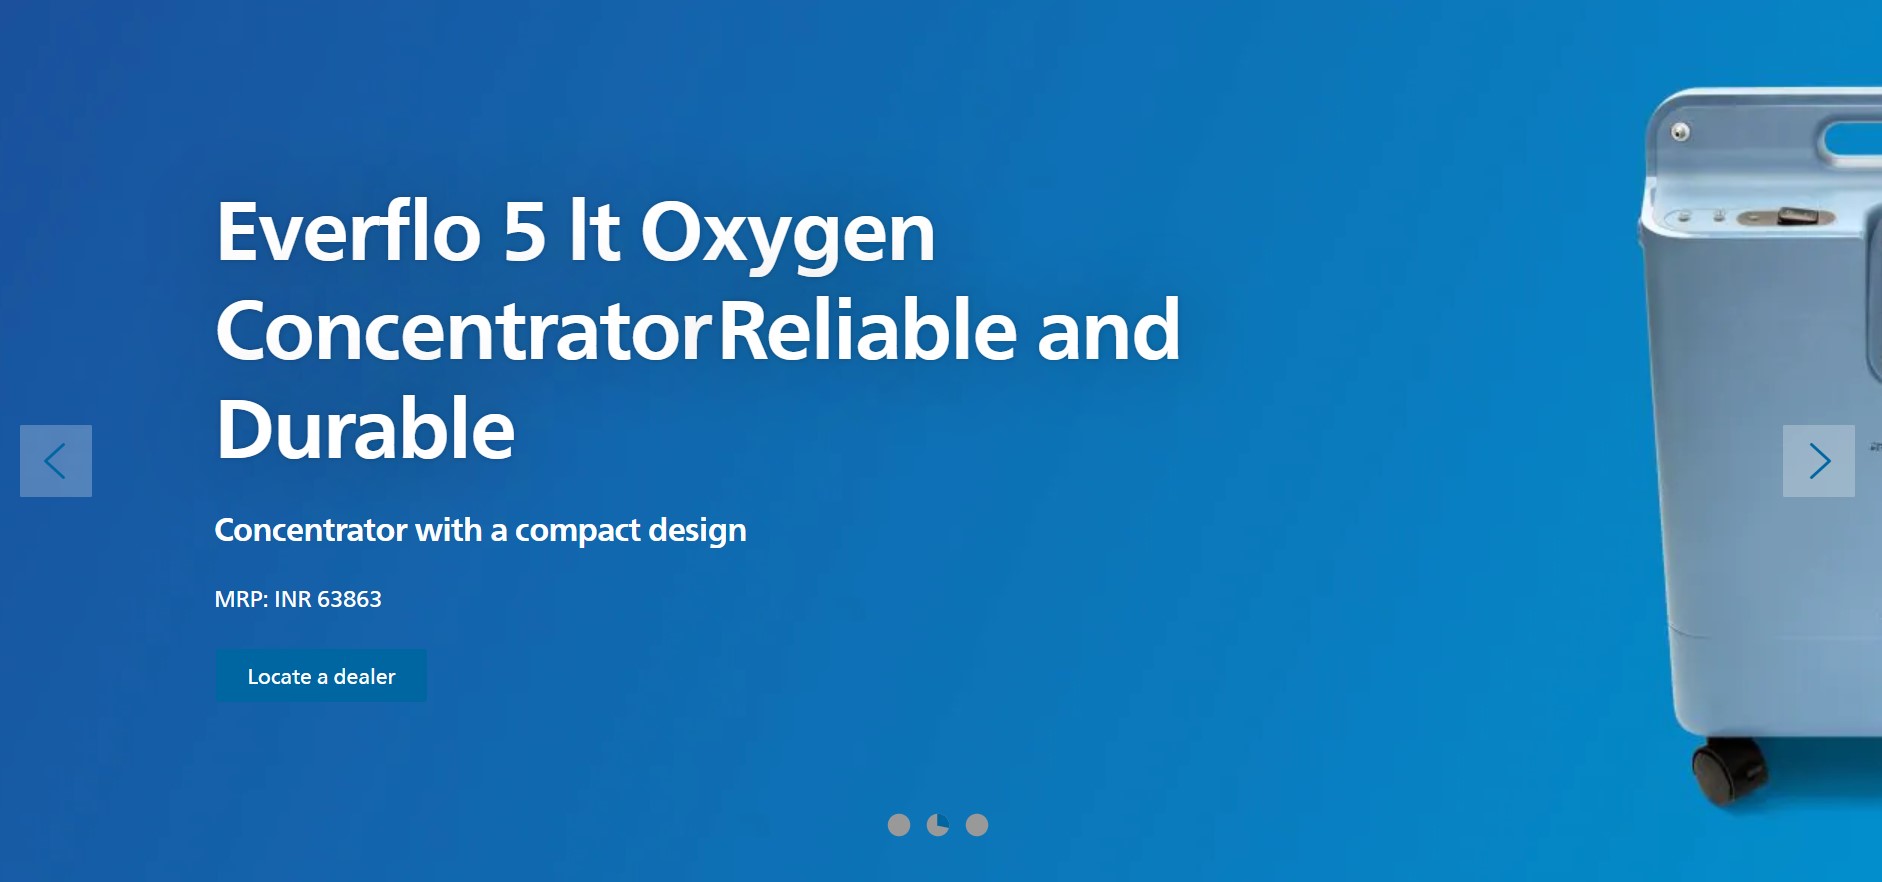 Everflo 5 lt Oxygen
ConcentratorReliable and
Durable
Concentrator with a compact design
MRP: INR 63863
Locate a dealer